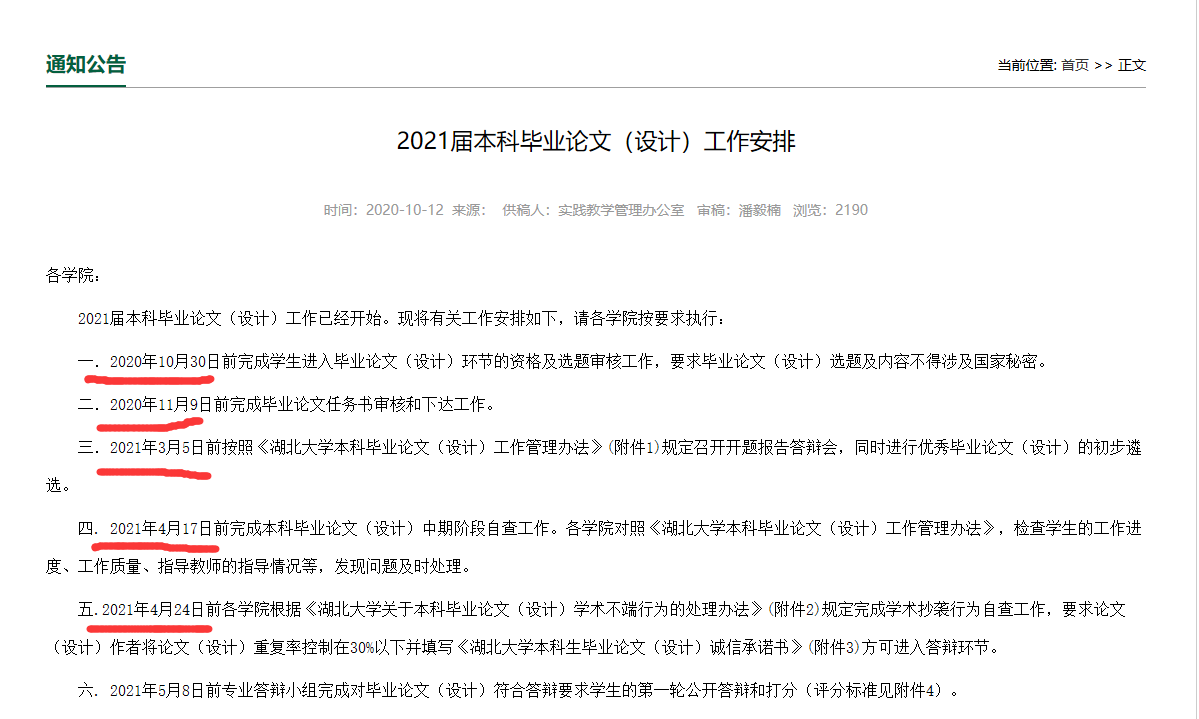 通知公告
当前位置: 首页 >> 正文
2021届本科毕业论文（设计）工作安排
时间：2020-10-12 来源： 供稿人：实践教学管理办公室 审稿：潘毅楠 浏览：2190
各学院：
2021届本科毕业论文（设计）工作已经开始。现将有关工作安排如下，请各学院按要求执行：
一．2020年10月30日前完成学生进入毕业论文（设计）环节的资格及选题审核工作，要求毕业论文（设计）选题及内容不得涉及国家秘密。
二．2020年11月9日前完成毕业论文任务书审核和下达工作。
三．2021年3月5日前按照《湖北大学本科毕业论文（设计）工作管理办法》(附件1)规定召开开题报告答辩会，同时进行优秀毕业论文（设计）的初步遴
选。
四．2021年4月17日前完成本科毕业论文（设计）中期阶段自查工作。各学院对照《湖北大学本科毕业论文（设计）工作管理办法》，检查学生的工作进
度、工作质量、指导教师的指导情况等，发现问题及时处理。
五.2021年4月24日前各学院根据《湖北大学关于本科毕业论文（设计）学术不端行为的处理办法》(附件2)规定完成学术抄袭行为自查工作，要求论文
（设计）作者将论文（设计）重复率控制在30%以下并填写《湖北大学本科生毕业论文（设计）诚信承诺书》(附件3)方可进入答辩环节。
六．2021年5月8日前专业答辩小组完成对毕业论文（设计）符合答辩要求学生的第一轮公开答辩和打分（评分标准见附件4）。